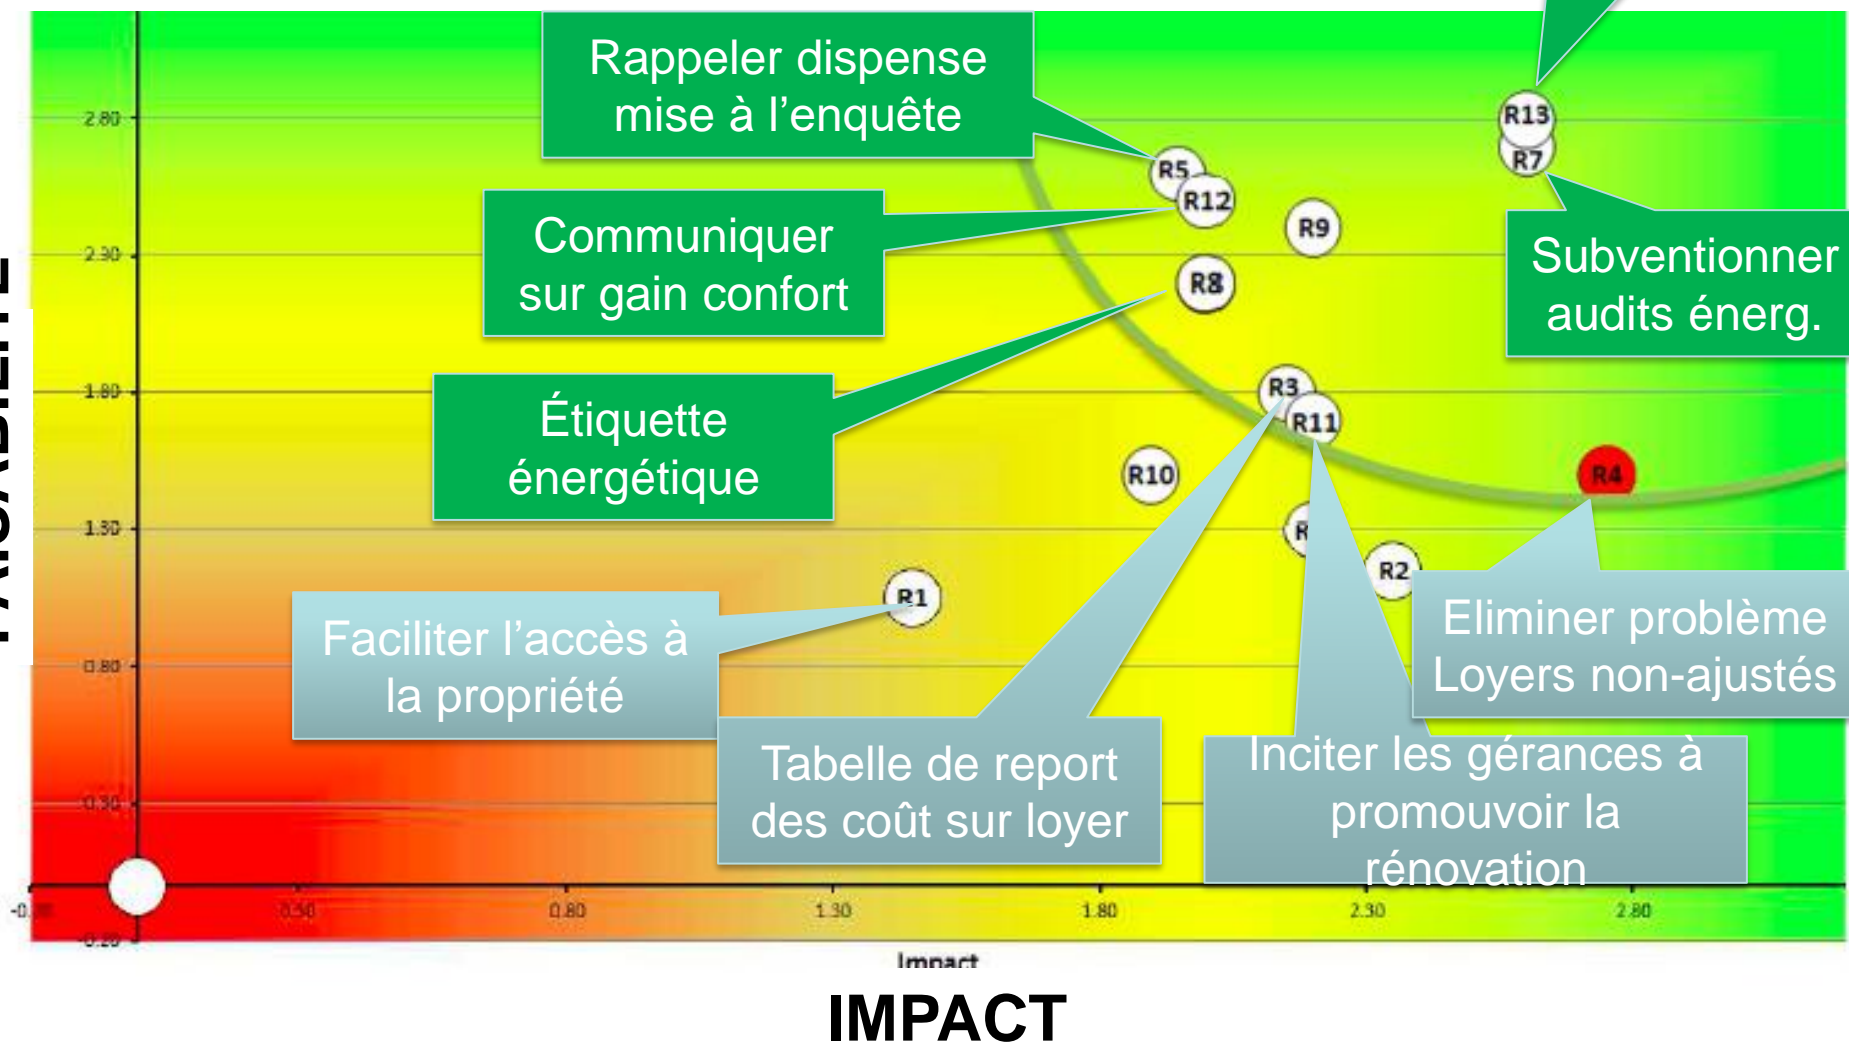 Rappeler dispense
mise à l’enquête
2.80
R13
R7
R5
R12
Communiquer
sur gain confort
R9
Subventionner
audits énerg.
2.30
R8
Étiquette
énergétique
1.80
R3
R11
R10
R4
1.30
R2
R1
Faciliter l’accès à
la propriété
Eliminer problème
Loyers non-ajustés
0.80
Tabelle de report
des coût sur loyer
Inciter les gérances à
promouvoir la
rénovation
0.30
0.30
0.80
1.30
1.80
2.30
2.80
-0.20
Impact
IMPACT